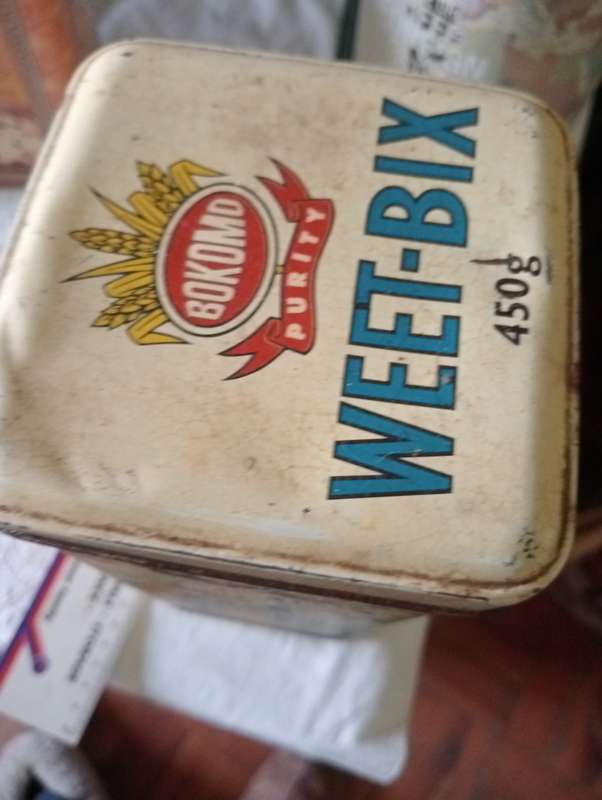 BOKOMO
PURITY
WEET-BIX
450g